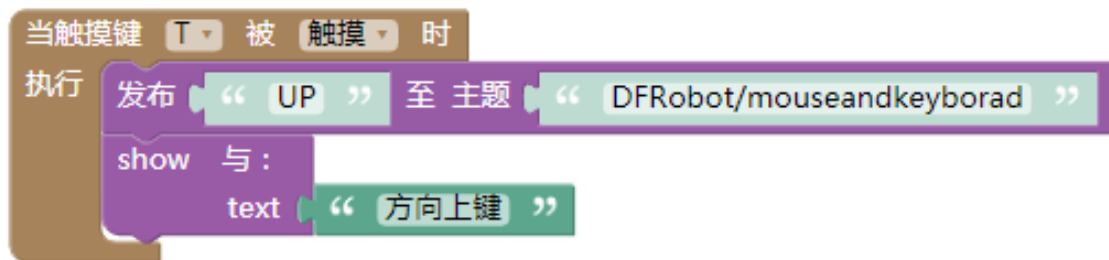 当触摸键 T 被 触摸 时
执行 发布 “ UP ” 至 主题 “ DFRobot/mouseandkeyborad ”
show 与：
text “ 方向上键 ”